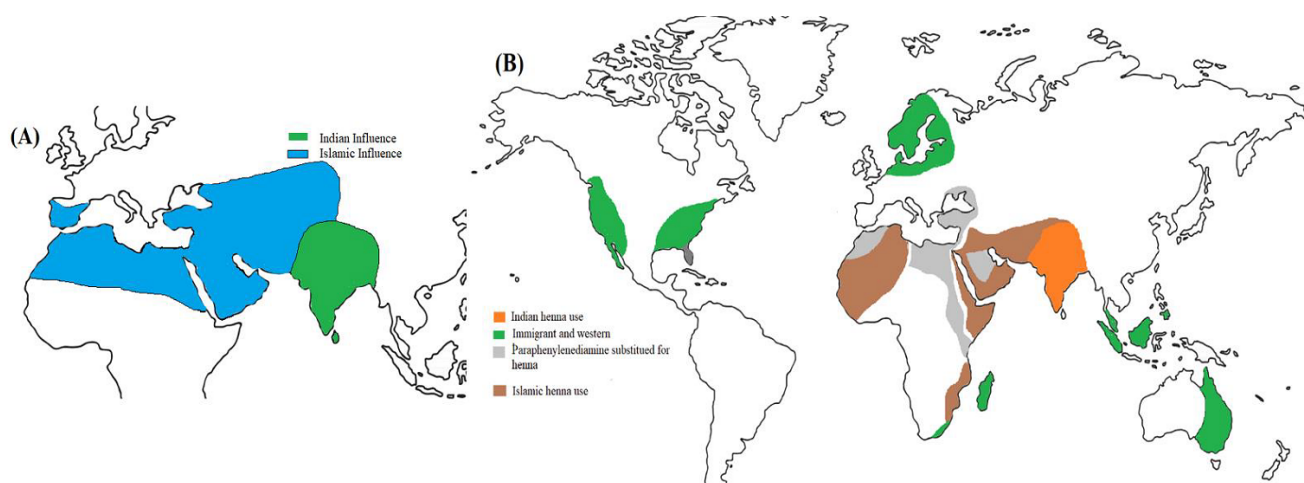 (A)
Indian Influence
Islamic Influence
(B)
Indian henna use
Immigrant and western
Paraphenylenediamine substitued for
henna
Islamic henna use